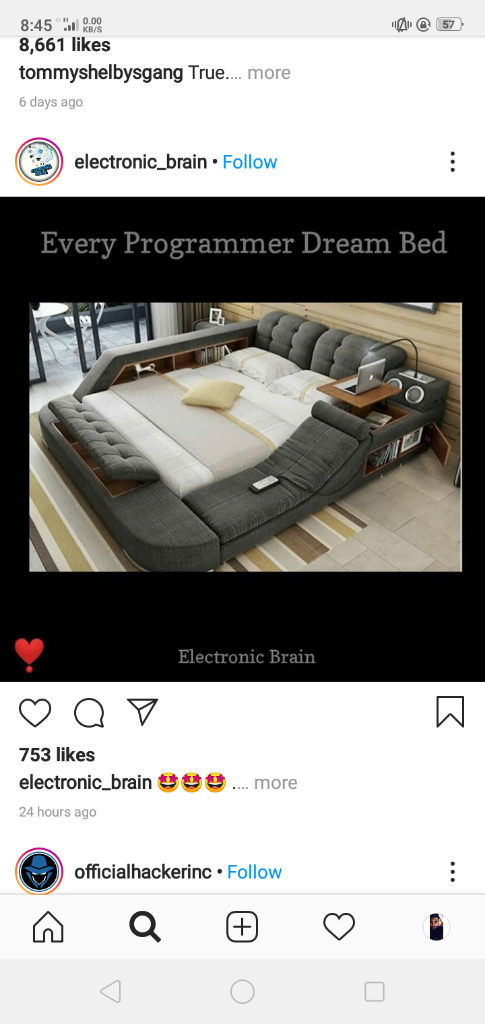 8:45 H 0.00 KB/S 57
8,661 likes
tommyshelbysgang True.... more
6 days ago
electronic_brain • Follow
Every Programmer Dream Bed
Electronic Brain
753 likes
electronic_brain 🤩🤩🤩 .... more
24 hours ago
officialhackerinc • Follow